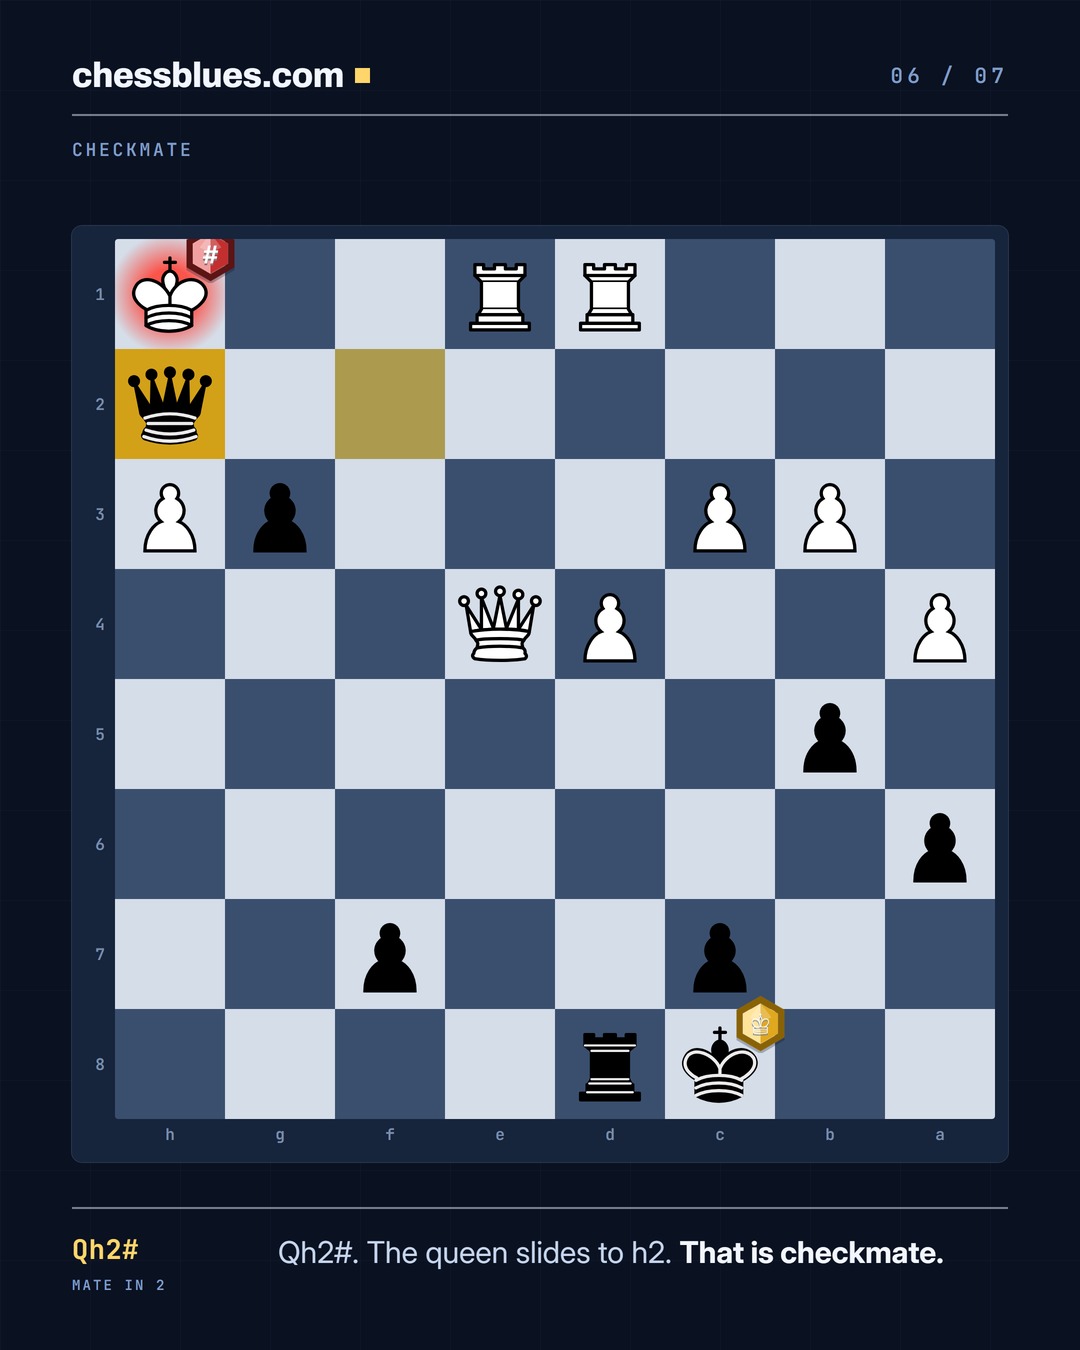 chessblues.com
06 / 07
CHECKMATE
#
1
2
3
4
5
6
7
8
h g f e d c b a
Qh2#
Qh2#. The queen slides to h2. That is checkmate.
MATE IN 2